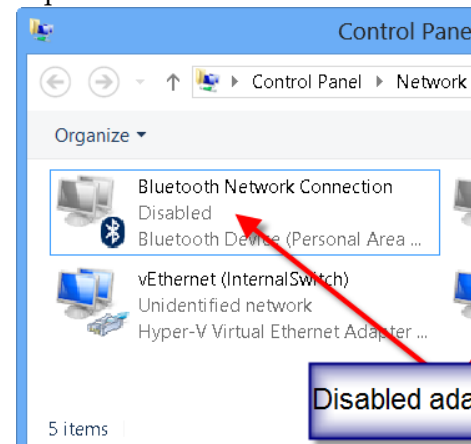 Control Pane
Control Panel Network
Organize
Bluetooth Network Connection
Disabled
Bluetooth Device (Personal Area ...
vEthernet (InternalSwitch)
Unidentified network
Hyper-V Virtual Ethernet Adapter ...
Disabled ada
5 items